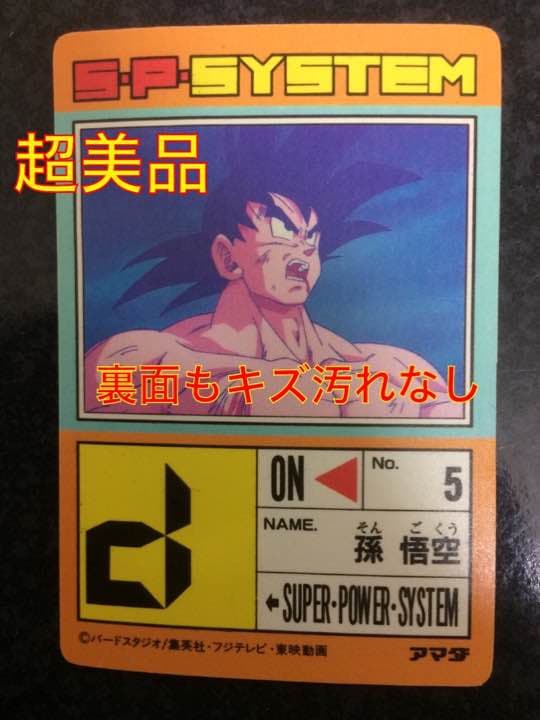 S・P・SYSTEM
超美品
裏面もキズ汚れなし
ON
No.
5
NAME.
そん ご くう
孫 悟空
←SUPER・POWER・SYSTEM
©バードスタジオ/集英社・フジテレビ・東映動画
アマダ